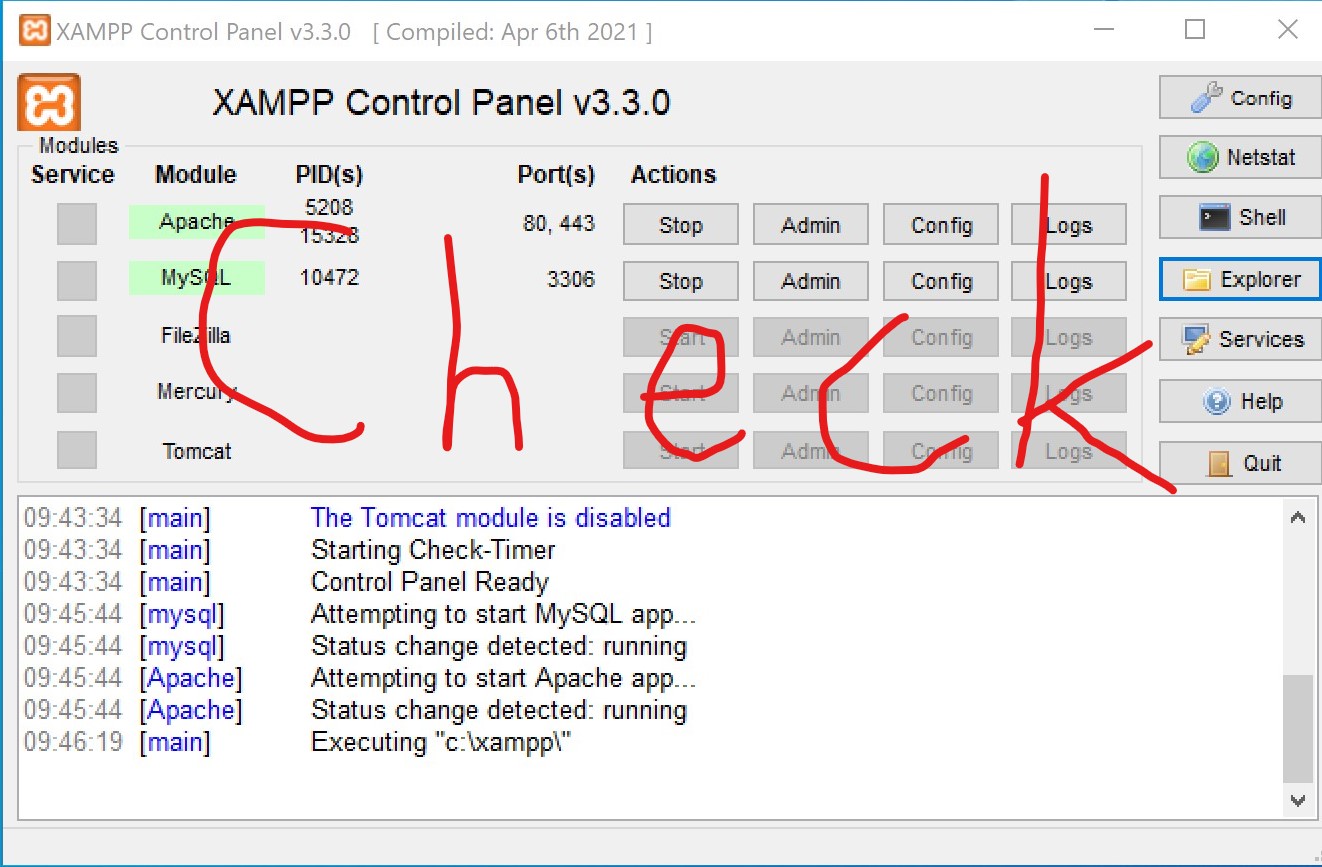 XAMPP Control Panel v3.3.0 [ Compiled: Apr 6th 2021 ]
XAMPP Control Panel v3.3.0
Modules
Service Module PID(s) Port(s) Actions
Apache 5208 15328 80, 443 Stop Admin Config Logs
MySQL 10472 3306 Stop Admin Config Logs
FileZilla Start Admin Config Logs
Mercury Start Admin Config Logs
Tomcat Start Admin Config Logs
Check
Config
Netstat
Shell
Explorer
Services
Help
Quit
09:43:34 [main] The Tomcat module is disabled
09:43:34 [main] Starting Check-Timer
09:43:34 [main] Control Panel Ready
09:45:44 [mysql] Attempting to start MySQL app...
09:45:44 [mysql] Status change detected: running
09:45:44 [Apache] Attempting to start Apache app...
09:45:44 [Apache] Status change detected: running
09:46:19 [main] Executing "c:\xampp\"